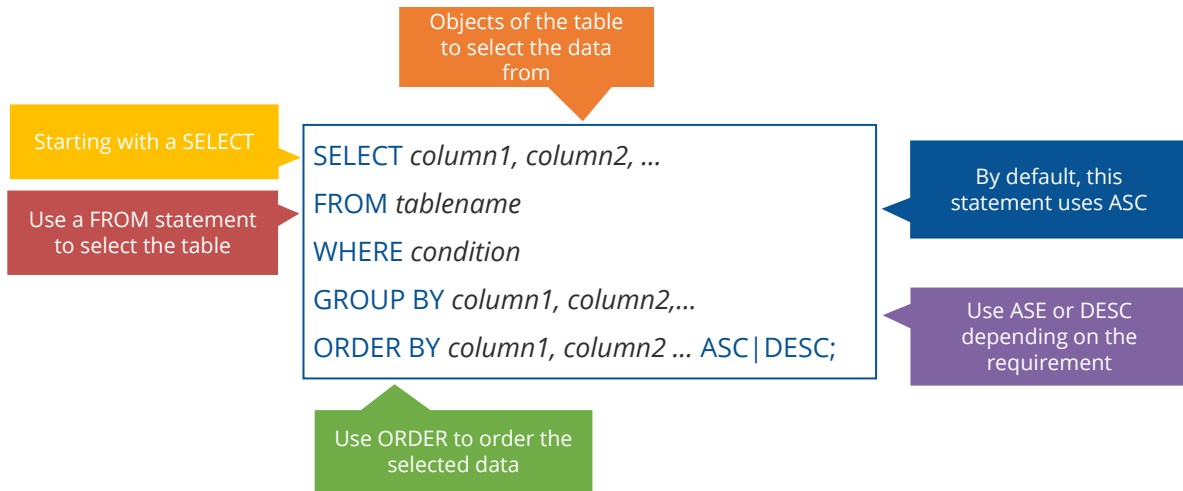 Objects of the table
to select the data
from
Starting with a SELECT
Use a FROM statement
to select the table
SELECT column1, column2, ...
FROM tablename
WHERE condition
GROUP BY column1, column2,...
ORDER BY column1, column2 ... ASC|DESC;
By default, this
statement uses ASC
Use ASE or DESC
depending on the
requirement
Use ORDER to order the
selected data